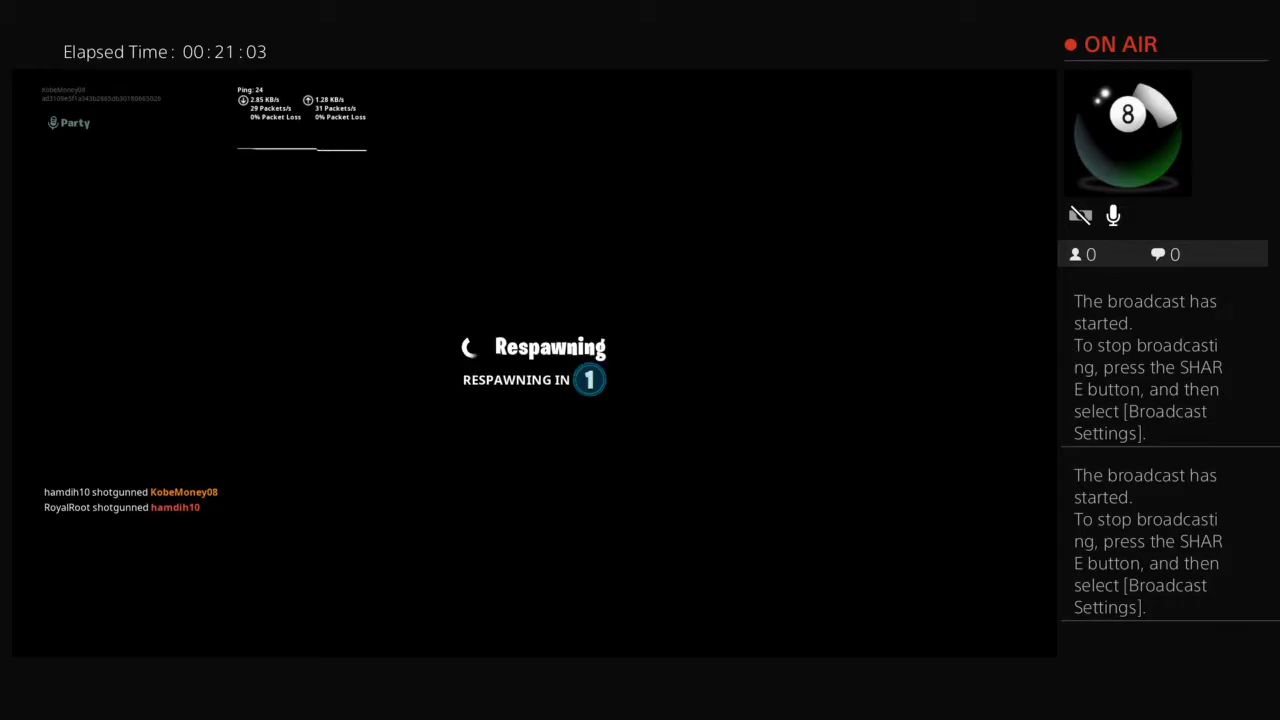 Elapsed Time: 00:21:03
ON AIR
KobeMoney08
Ping: 24
2.85 KB/s 1.28 KB/s
29 Packets/s 31 Packets/s
0% Packet Loss 0% Packet Loss
Party
8
0 0
The broadcast has
started.
To stop broadcasti
ng, press the SHAR
E button, and then
select [Broadcast
Settings].
Respawning
RESPAWNING IN 1
hamdih10 shotgunned KobeMoney08
RoyalRoot shotgunned hamdih10
The broadcast has
started.
To stop broadcasti
ng, press the SHAR
E button, and then
select [Broadcast
Settings].